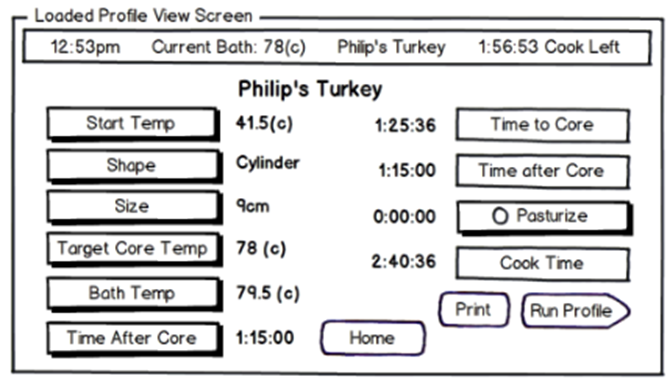 Loaded Profile View Screen
12:53pm Current Bath: 78(c) Philip's Turkey 1:56:53 Cook Left
Philip's Turkey
Start Temp 41.5(c) 1:25:36 Time to Core
Shape Cylinder 1:15:00 Time after Core
Size 9cm 0:00:00 Pasturize
Target Core Temp 78 (c) 2:40:36 Cook Time
Bath Temp 79.5 (c) Print Run Profile
Time After Core 1:15:00 Home